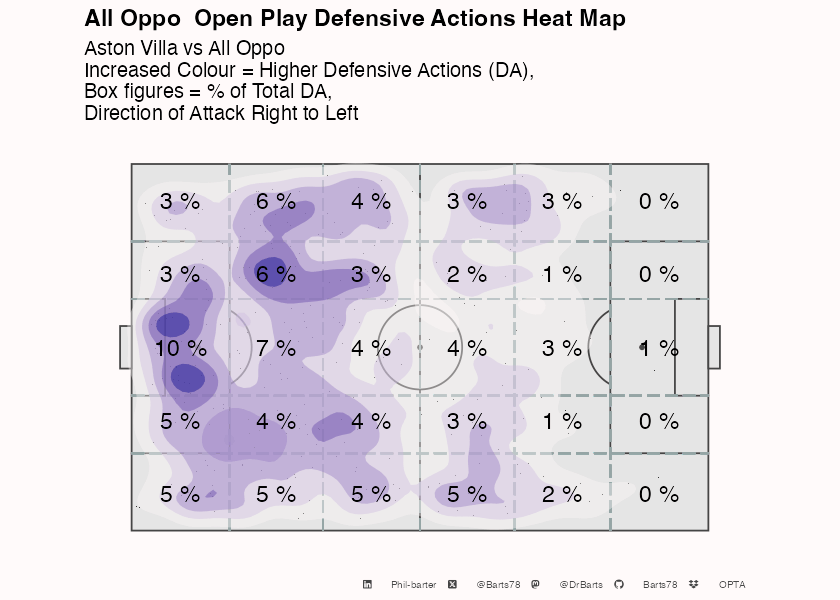 All Oppo  Open Play Defensive Actions Heat Map
Aston Villa vs All Oppo
Increased Colour = Higher Defensive Actions (DA),
Box figures = % of Total DA,
Direction of Attack Right to Left
3 % 6 % 4 % 3 % 3 % 0 %
3 % 6 % 3 % 2 % 1 % 0 %
10 % 7 % 4 % 4 % 3 % 1 %
5 % 4 % 4 % 3 % 1 % 0 %
5 % 5 % 5 % 5 % 2 % 0 %
Phil-barter @Barts78 @DrBarts Barts78 OPTA